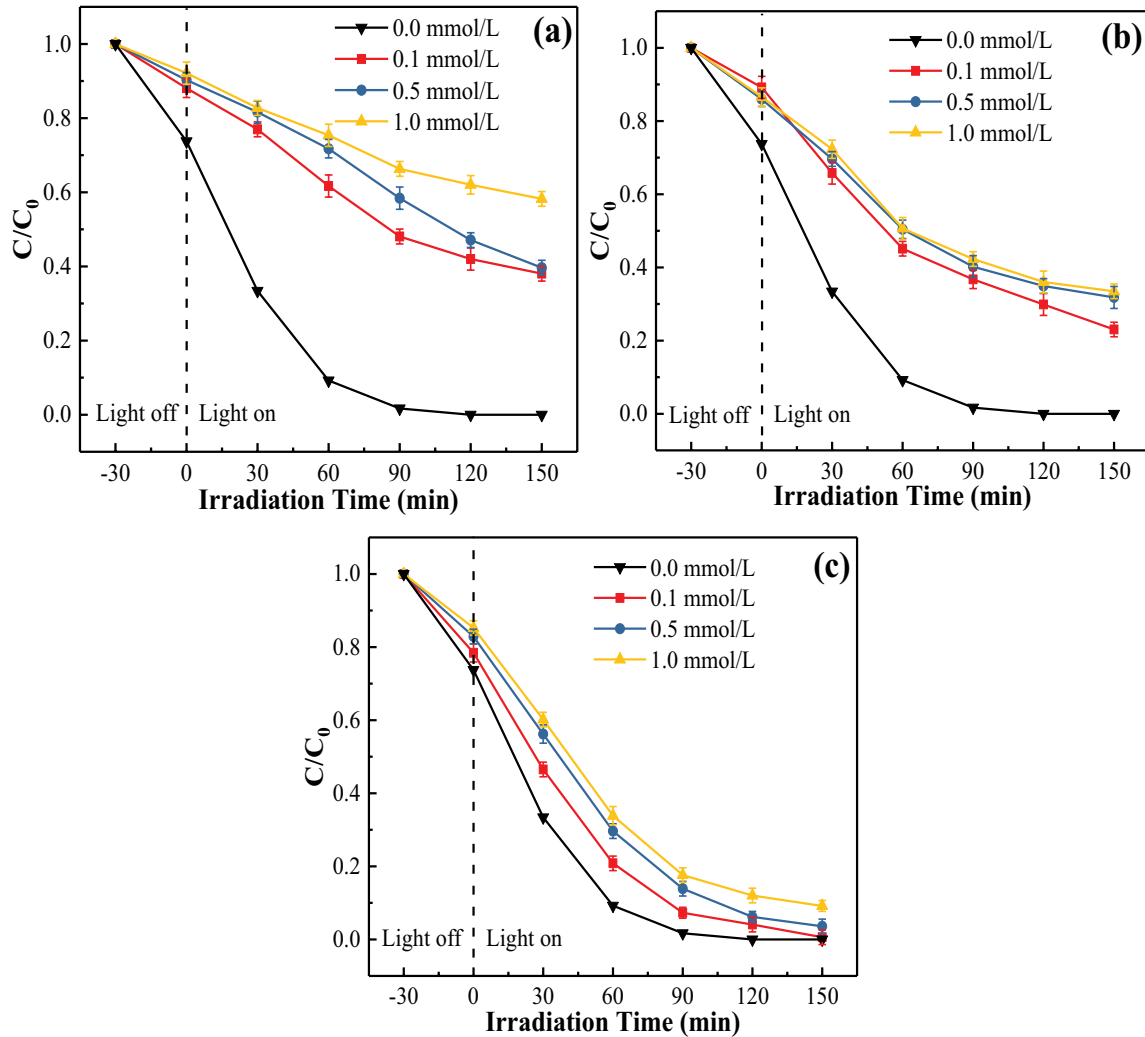 (a)
0.0 mmol/L
0.1 mmol/L
0.5 mmol/L
1.0 mmol/L
1.0
0.8
0.6
0.4
0.2
0.0
C/C0
Light off
Light on
-30 0 30 60 90 120 150
Irradiation Time (min)
(b)
0.0 mmol/L
0.1 mmol/L
0.5 mmol/L
1.0 mmol/L
1.0
0.8
0.6
0.4
0.2
0.0
C/C0
Light off
Light on
-30 0 30 60 90 120 150
Irradiation Time (min)
(c)
0.0 mmol/L
0.1 mmol/L
0.5 mmol/L
1.0 mmol/L
1.0
0.8
0.6
0.4
0.2
0.0
C/C0
Light off
Light on
-30 0 30 60 90 120 150
Irradiation Time (min)